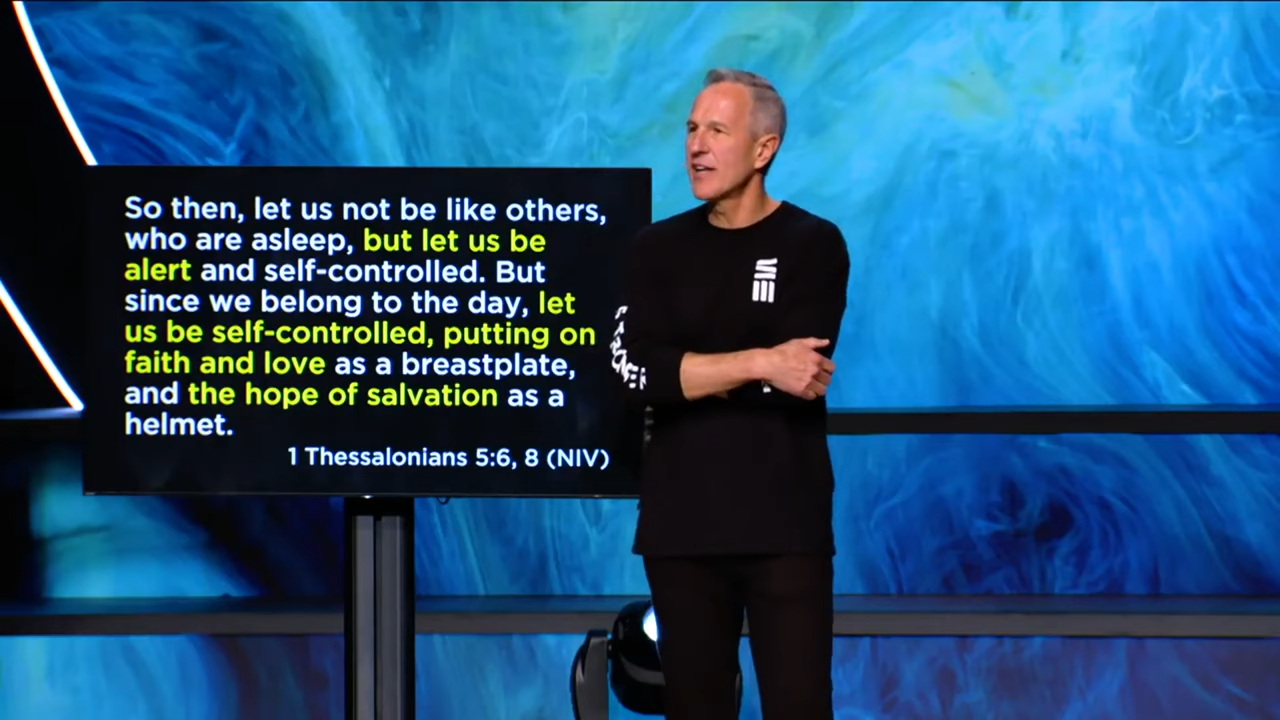 So then, let us not be like others,
who are asleep, but let us be
alert and self-controlled. But
since we belong to the day, let
us be self-controlled, putting on
faith and love as a breastplate,
and the hope of salvation as a
helmet.
1 Thessalonians 5:6, 8 (NIV)